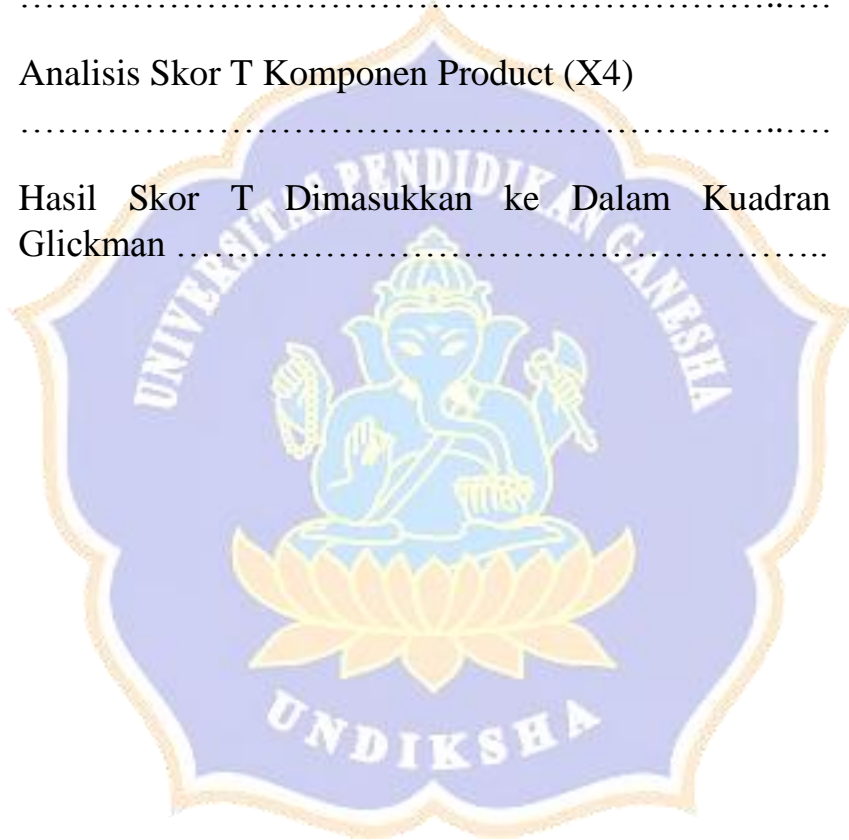 ……………………………………………………..….
Analisis Skor T Komponen Product (X4)
……………………………………………………..….
Hasil Skor T Dimasukkan ke Dalam Kuadran
Glickman ……………………………………………..
UNIVERSITAS PENDIDIKAN GANESHA
UNDIKSHA